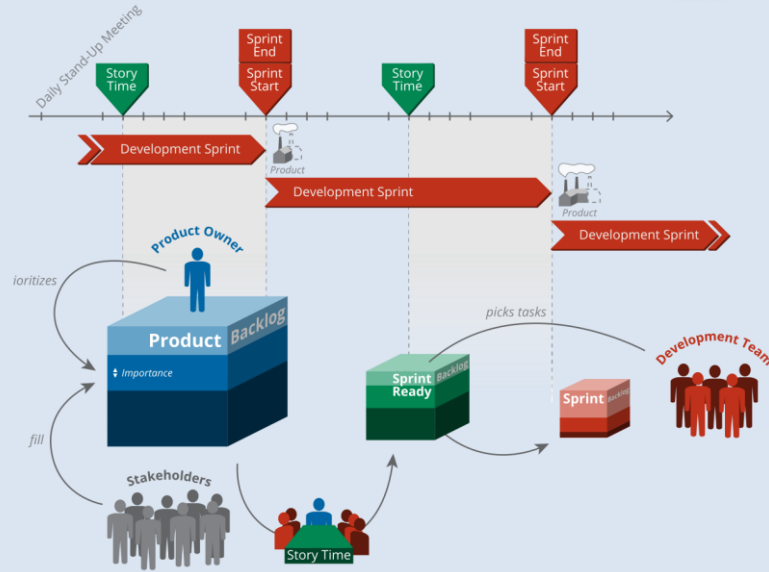 Daily Stand-Up Meeting
Story
Time
Sprint
End
Sprint
Start
Story
Time
Sprint
End
Sprint
Start
Development Sprint
Product
Development Sprint
Product
Development Sprint
Product Owner
ioritizes
Product Backlog
Importance
fill
Stakeholders
Story Time
Sprint
Ready
Backlog
picks tasks
Sprint Backlog
Development Team